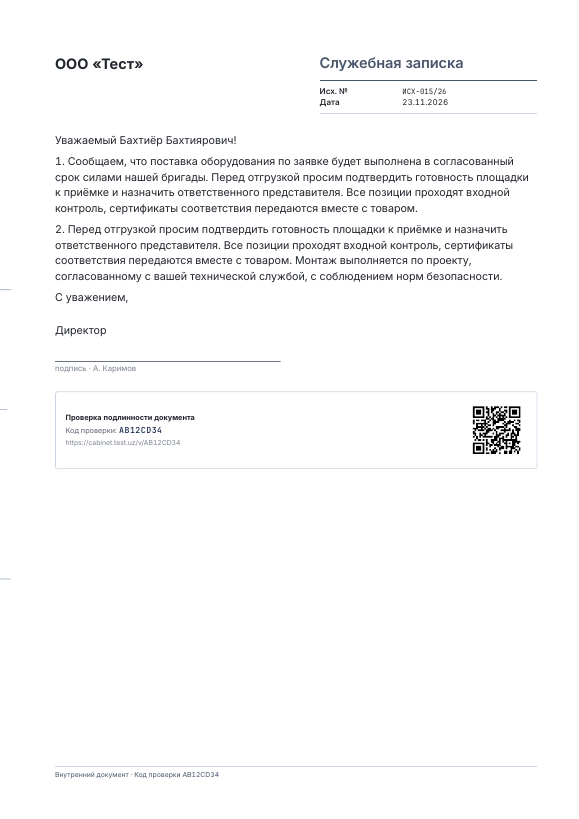 ООО «Тест»
Служебная записка
Исх. № ИСХ-015/26
Дата 23.11.2026
Уважаемый Бахтиёр Бахтиярович!
1. Сообщаем, что поставка оборудования по заявке будет выполнена в согласованный
срок силами нашей бригады. Перед отгрузкой просим подтвердить готовность площадки
к приёмке и назначить ответственного представителя. Все позиции проходят входной
контроль, сертификаты соответствия передаются вместе с товаром.
2. Перед отгрузкой просим подтвердить готовность площадки к приёмке и назначить
ответственного представителя. Все позиции проходят входной контроль, сертификаты
соответствия передаются вместе с товаром. Монтаж выполняется по проекту,
согласованному с вашей технической службой, с соблюдением норм безопасности.
С уважением,
Директор
подпись · А. Каримов
Проверка подлинности документа
Код проверки: AB12CD34
https://cabinet.test.uz/v/AB12CD34
Внутренний документ · Код проверки AB12CD34